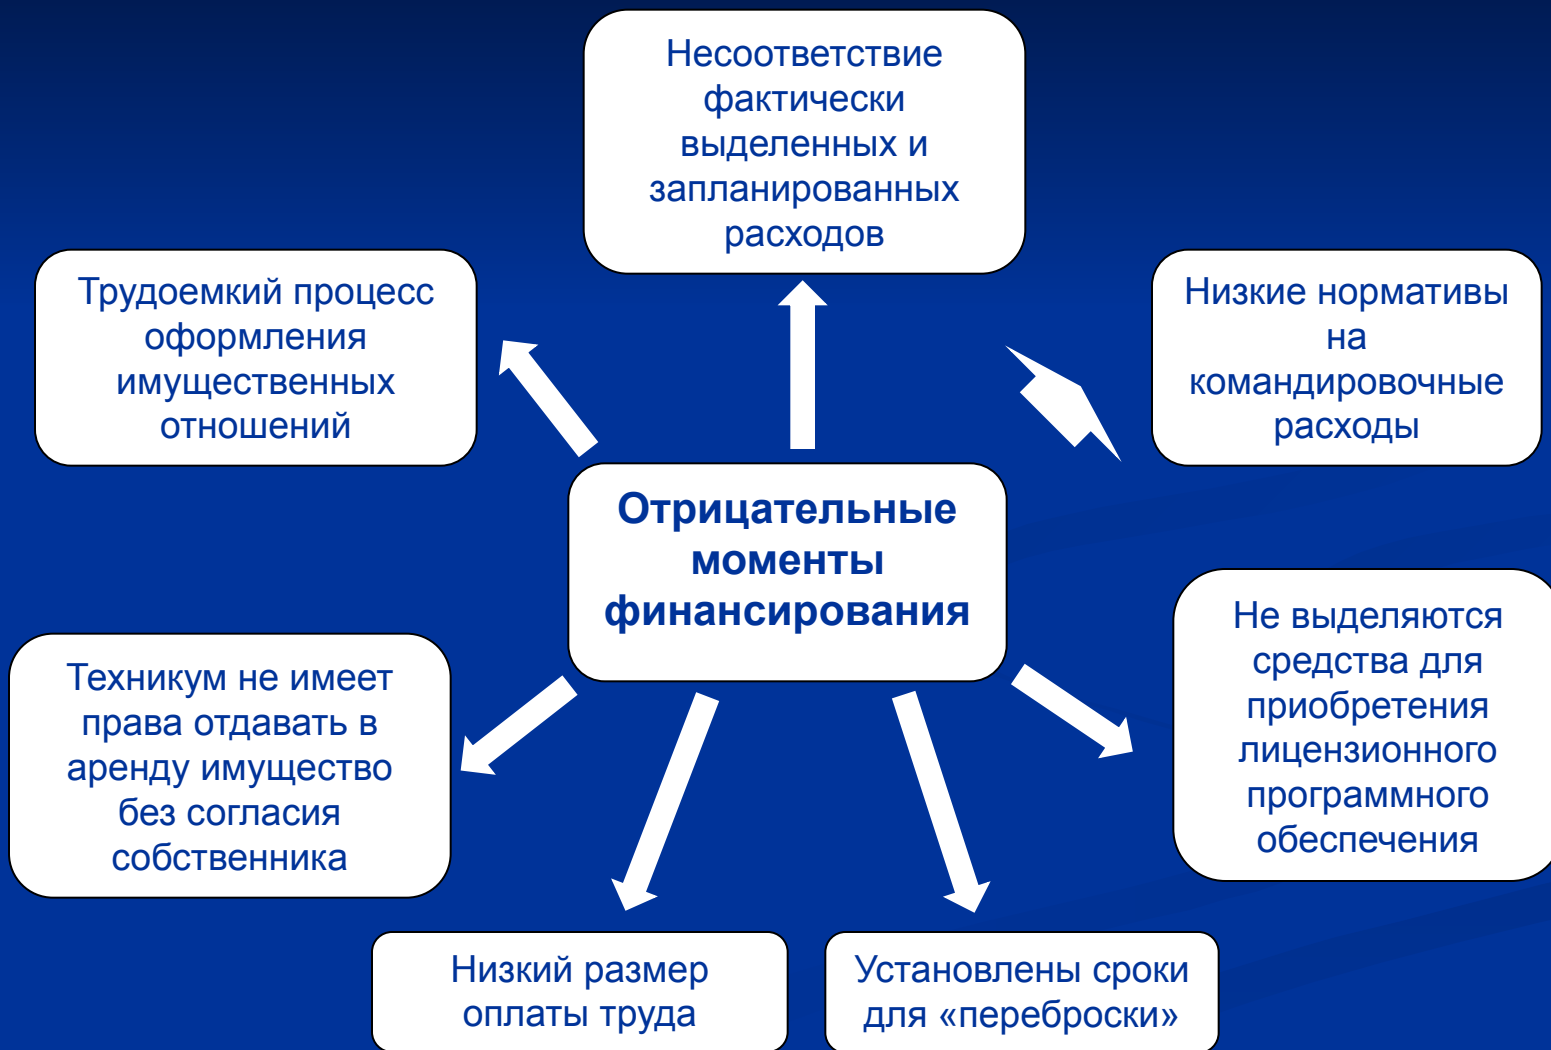 Несоответствие
фактически
выделенных и
запланированных
расходов
Трудоемкий процесс
оформления
имущественных
отношений
Низкие нормативы
на
командировочные
расходы
Отрицательные
моменты
финансирования
Не выделяются
средства для
приобретения
лицензионного
программного
обеспечения
Техникум не имеет
права отдавать в
аренду имущество
без согласия
собственника
Низкий размер
оплаты труда
Установлены сроки
для «переброски»